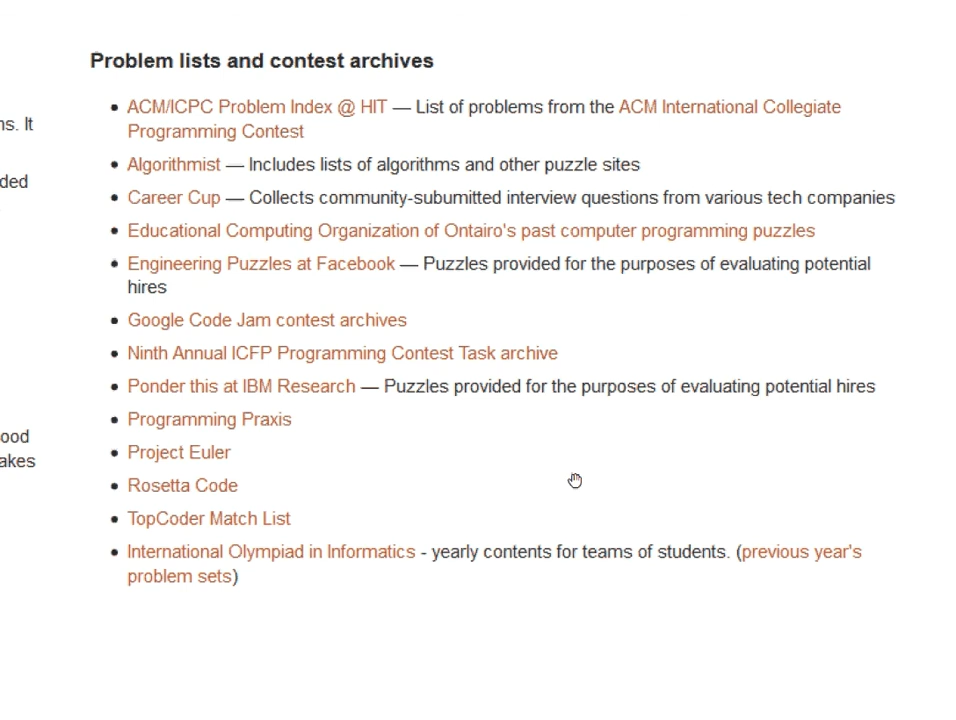 Problem lists and contest archives
ACM/ICPC Problem Index @ HIT — List of problems from the ACM International Collegiate
Programming Contest
Algorithmist — Includes lists of algorithms and other puzzle sites
Career Cup — Collects community-subumitted interview questions from various tech companies
Educational Computing Organization of Ontairo's past computer programming puzzles
Engineering Puzzles at Facebook — Puzzles provided for the purposes of evaluating potential
hires
Google Code Jam contest archives
Ninth Annual ICFP Programming Contest Task archive
Ponder this at IBM Research — Puzzles provided for the purposes of evaluating potential hires
Programming Praxis
Project Euler
Rosetta Code
TopCoder Match List
International Olympiad in Informatics - yearly contents for teams of students. (previous year's
problem sets)
ns. It
ded
ood
akes